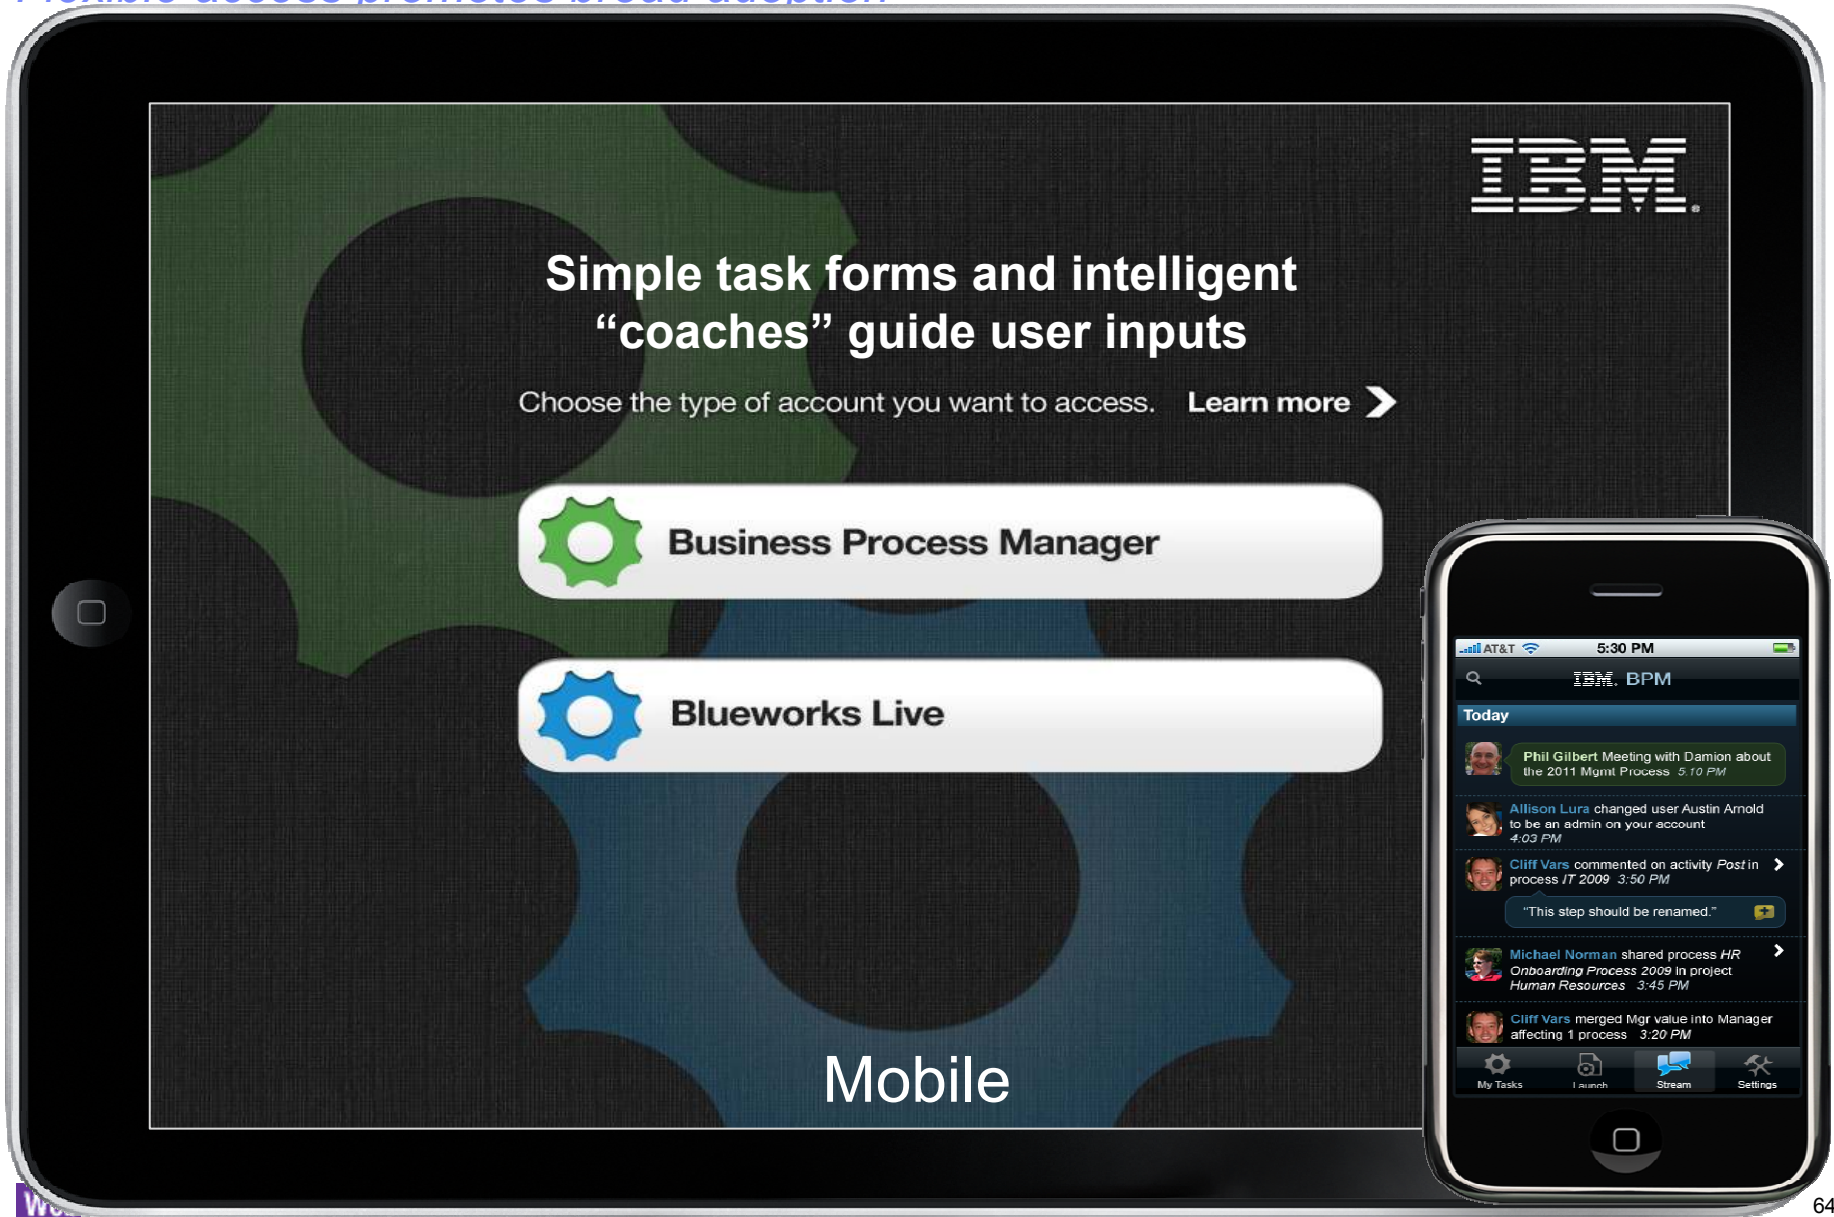 Flexible access promotes broad adoption
IBM
Simple task forms and intelligent
“coaches” guide user inputs
Choose the type of account you want to access. Learn more
Business Process Manager
Blueworks Live
Mobile
AT&T 5:30 PM
IBM. BPM
Today
Phil Gilbert Meeting with Damion about
the 2011 Mgmt Process 5:10 PM
Allison Lura changed user Austin Arnold
to be an admin on your account
4:03 PM
Cliff Vars commented on activity Post in
process IT 2009 3:50 PM
“This step should be renamed.”
Michael Norman shared process HR
Onboarding Process 2009 in project
Human Resources 3:45 PM
Cliff Vars merged Mgr value into Manager
affecting 1 process 3:20 PM
My Tasks Launch Stream Settings
64